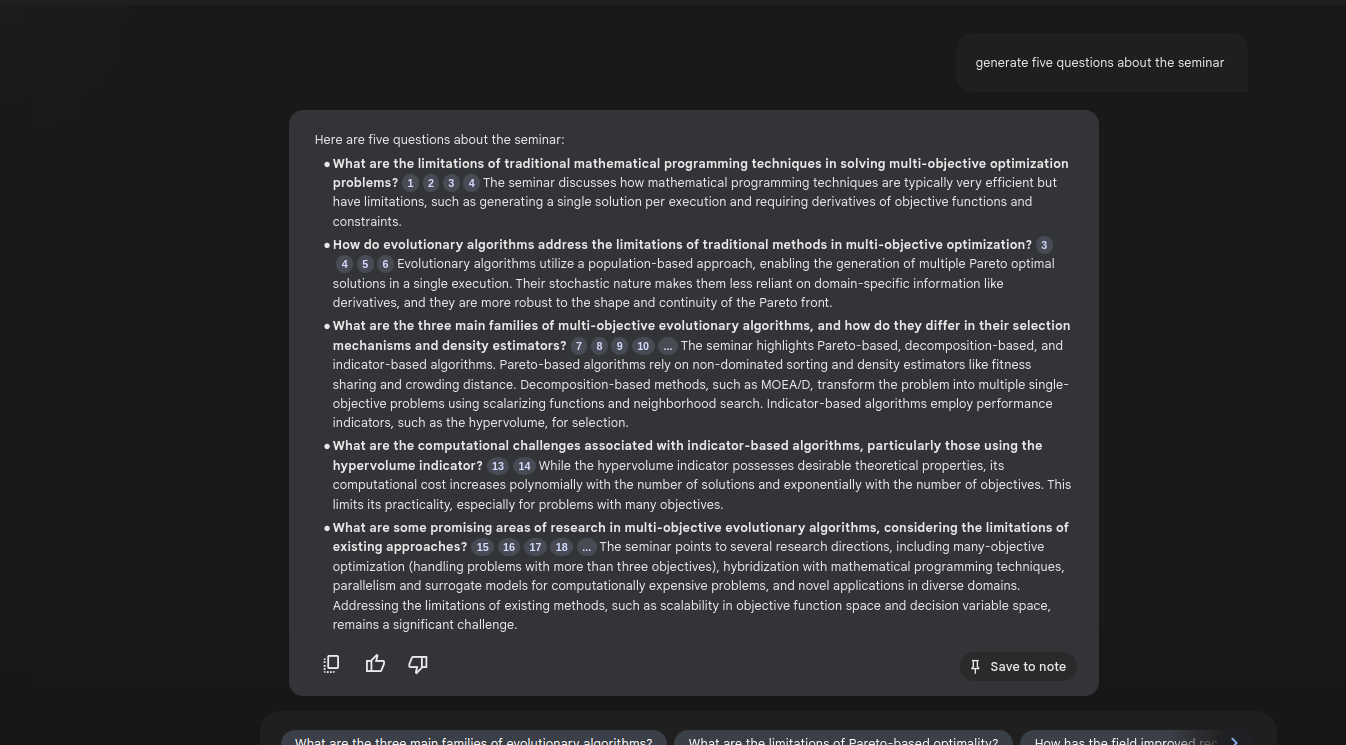 generate five questions about the seminar
Here are five questions about the seminar:
• What are the limitations of traditional mathematical programming techniques in solving multi-objective optimization
problems? 1 2 3 4 The seminar discusses how mathematical programming techniques are typically very efficient but
have limitations, such as generating a single solution per execution and requiring derivatives of objective functions and
constraints.
• How do evolutionary algorithms address the limitations of traditional methods in multi-objective optimization? 3
4 5 6 Evolutionary algorithms utilize a population-based approach, enabling the generation of multiple Pareto optimal
solutions in a single execution. Their stochastic nature makes them less reliant on domain-specific information like
derivatives, and they are more robust to the shape and continuity of the Pareto front.
• What are the three main families of multi-objective evolutionary algorithms, and how do they differ in their selection
mechanisms and density estimators? 7 8 9 10 ... The seminar highlights Pareto-based, decomposition-based, and
indicator-based algorithms. Pareto-based algorithms rely on non-dominated sorting and density estimators like fitness
sharing and crowding distance. Decomposition-based methods, such as MOEA/D, transform the problem into multiple single-
objective problems using scalarizing functions and neighborhood search. Indicator-based algorithms employ performance
indicators, such as the hypervolume, for selection.
• What are the computational challenges associated with indicator-based algorithms, particularly those using the
hypervolume indicator? 13 14 While the hypervolume indicator possesses desirable theoretical properties, its
computational cost increases polynomially with the number of solutions and exponentially with the number of objectives. This
limits its practicality, especially for problems with many objectives.
• What are some promising areas of research in multi-objective evolutionary algorithms, considering the limitations of
existing approaches? 15 16 17 18 ... The seminar points to several research directions, including many-objective
optimization (handling problems with more than three objectives), hybridization with mathematical programming techniques,
parallelism and surrogate models for computationally expensive problems, and novel applications in diverse domains.
Addressing the limitations of existing methods, such as scalability in objective function space and decision variable space,
remains a significant challenge.
Save to note
What are the three main families of evolutionary algorithms? What are the limitations of Pareto-based optimality? How has the field improved